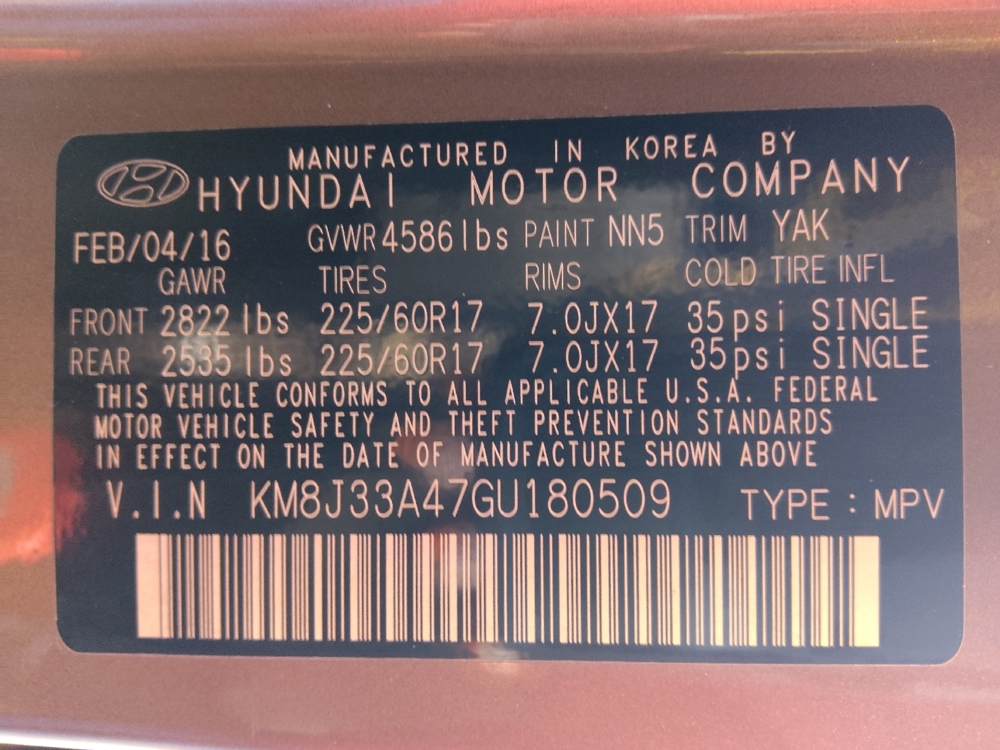 MANUFACTURED IN KOREA BY
HYUNDAI MOTOR COMPANY
FEB/04/16 GVWR 4586 lbs PAINT NN5 TRIM YAK
GAWR TIRES RIMS COLD TIRE INFL
FRONT 2822 lbs 225/60R17 7.0JX17 35psi SINGLE
REAR 2535 lbs 225/60R17 7.0JX17 35psi SINGLE
THIS VEHICLE CONFORMS TO ALL APPLICABLE U.S.A. FEDERAL
MOTOR VEHICLE SAFETY AND THEFT PREVENTION STANDARDS
IN EFFECT ON THE DATE OF MANUFACTURE SHOWN ABOVE
V.I.N KM8J33A47GU180509 TYPE : MPV